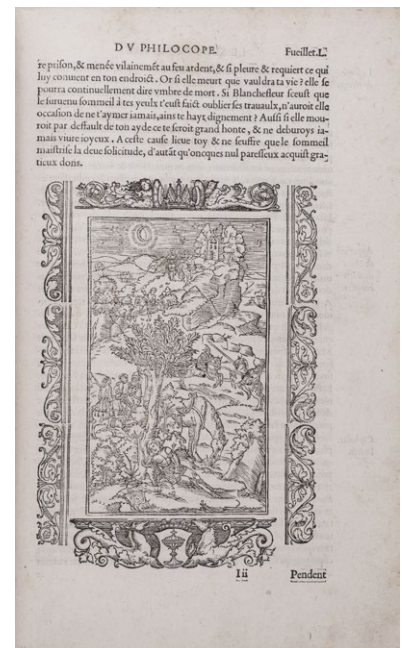 DV PHILOCOPE. Fueillet.L.
re prison, & menée vilainemēt au feu ardent, & si pleure & requiert ce qui
luy conuient en ton endroict. Or si elle meurt que vauldra ta vie? elle se
pourra continuellement dire vmbre de mort. Si Blanchefleur sceust que
le suruenu sommeil à tes yeulx t'eust faict oublier ses trauaulx, n'auroit elle
occasion de ne t'aymer iamais, ains te hayr dignement? Aussi si elle mou-
roit par deffault de ton ayde ce te seroit grand honte, & ne deburoys ia-
mais viure ioyeux. A ceste cause lieue toy & ne seuffre que le sommeil
maistrise la deue solicitude, d'autāt qu'oncques nul paresseux acquist gra-
tieux dons.
Iii Pendent